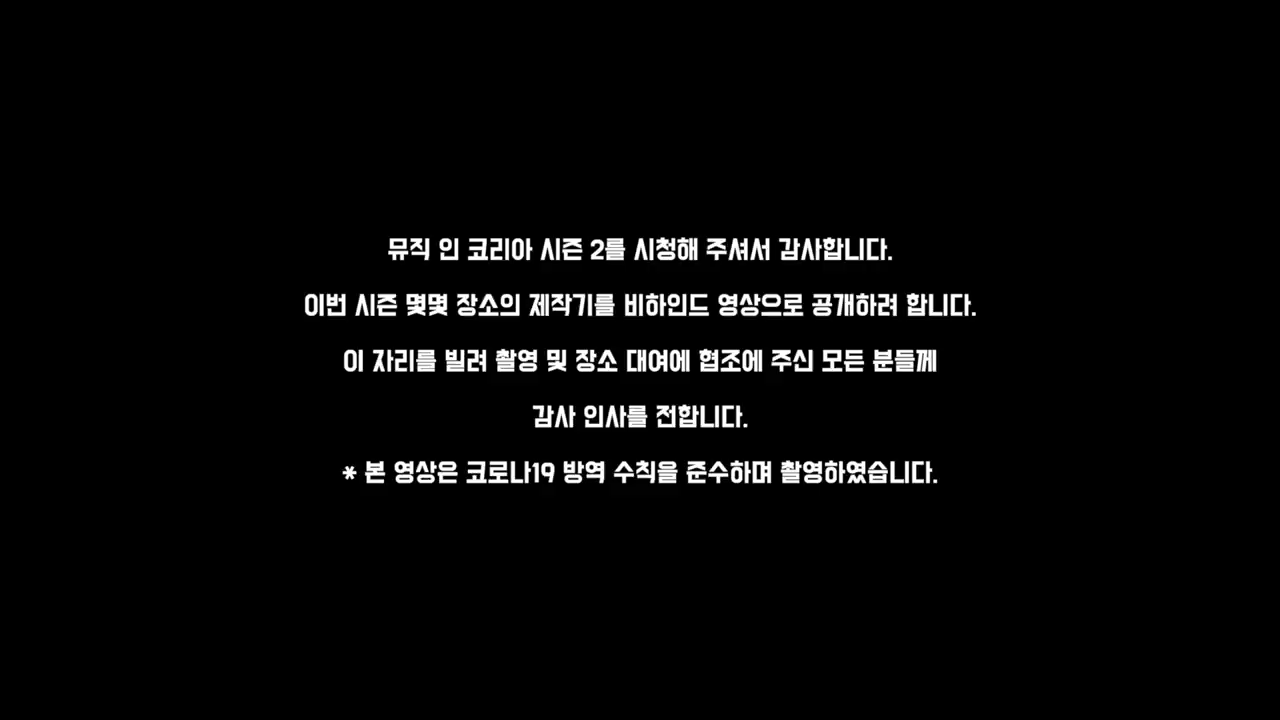 뮤직 인 코리아 시즌 2를 시청해 주셔서 감사합니다.
이번 시즌 몇몇 장소의 제작기를 비하인드 영상으로 공개하려 합니다.
이 자리를 빌려 촬영 및 장소 대여에 협조에 주신 모든 분들께
감사 인사를 전합니다.
* 본 영상은 코로나19 방역 수칙을 준수하며 촬영하였습니다.